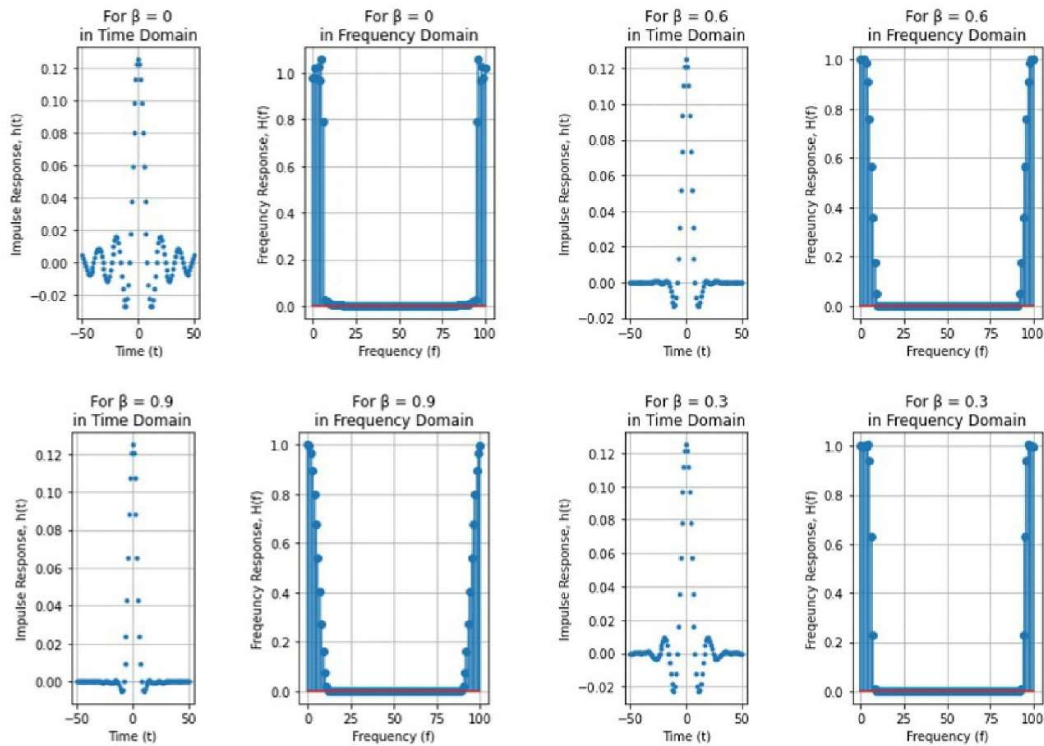 For β = 0
in Time Domain
Impulse Response, h(t)
0.12
0.10
0.08
0.06
0.04
0.02
0.00
−0.02
−50 0 50
Time (t)
For β = 0
in Frequency Domain
Freqeuncy Response, H(f)
1.0
0.8
0.6
0.4
0.2
0.0
0 25 50 75 100
Frequency (f)
For β = 0.6
in Time Domain
Impulse Response, h(t)
0.12
0.10
0.08
0.06
0.04
0.02
0.00
−0.02
−50 0 50
Time (t)
For β = 0.6
in Frequency Domain
Freqeuncy Response, H(f)
1.0
0.8
0.6
0.4
0.2
0.0
0 25 50 75 100
Frequency (f)
For β = 0.9
in Time Domain
Impulse Response, h(t)
0.12
0.10
0.08
0.06
0.04
0.02
0.00
−50 0 50
Time (t)
For β = 0.9
in Frequency Domain
Freqeuncy Response, H(f)
1.0
0.8
0.6
0.4
0.2
0.0
0 25 50 75 100
Frequency (f)
For β = 0.3
in Time Domain
Impulse Response, h(t)
0.12
0.10
0.08
0.06
0.04
0.02
0.00
−0.02
−50 0 50
Time (t)
For β = 0.3
in Frequency Domain
Freqeuncy Response, H(f)
1.0
0.8
0.6
0.4
0.2
0.0
0 25 50 75 100
Frequency (f)